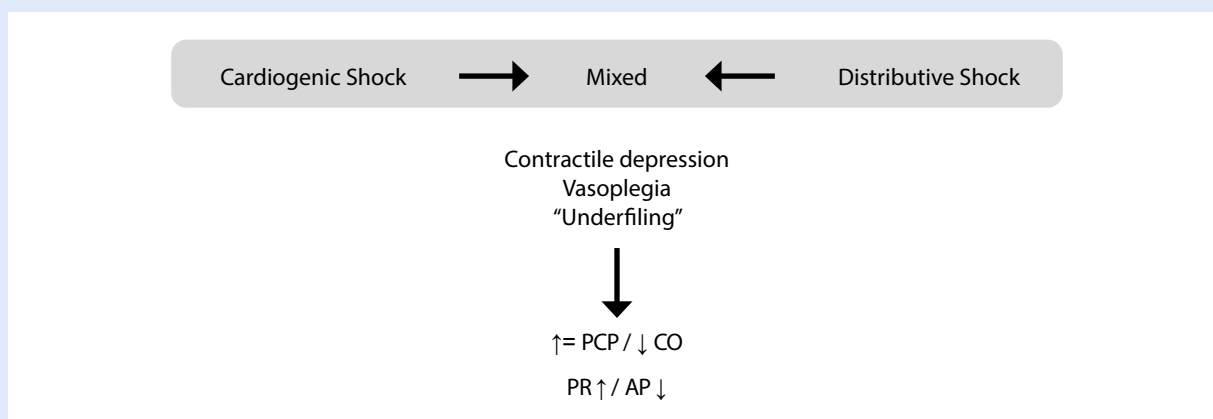 Cardiogenic Shock → Mixed ← Distributive Shock
Contractile depression
Vasoplegia
“Underfiling”
↑= PCP / ↓ CO
PR ↑ / AP ↓